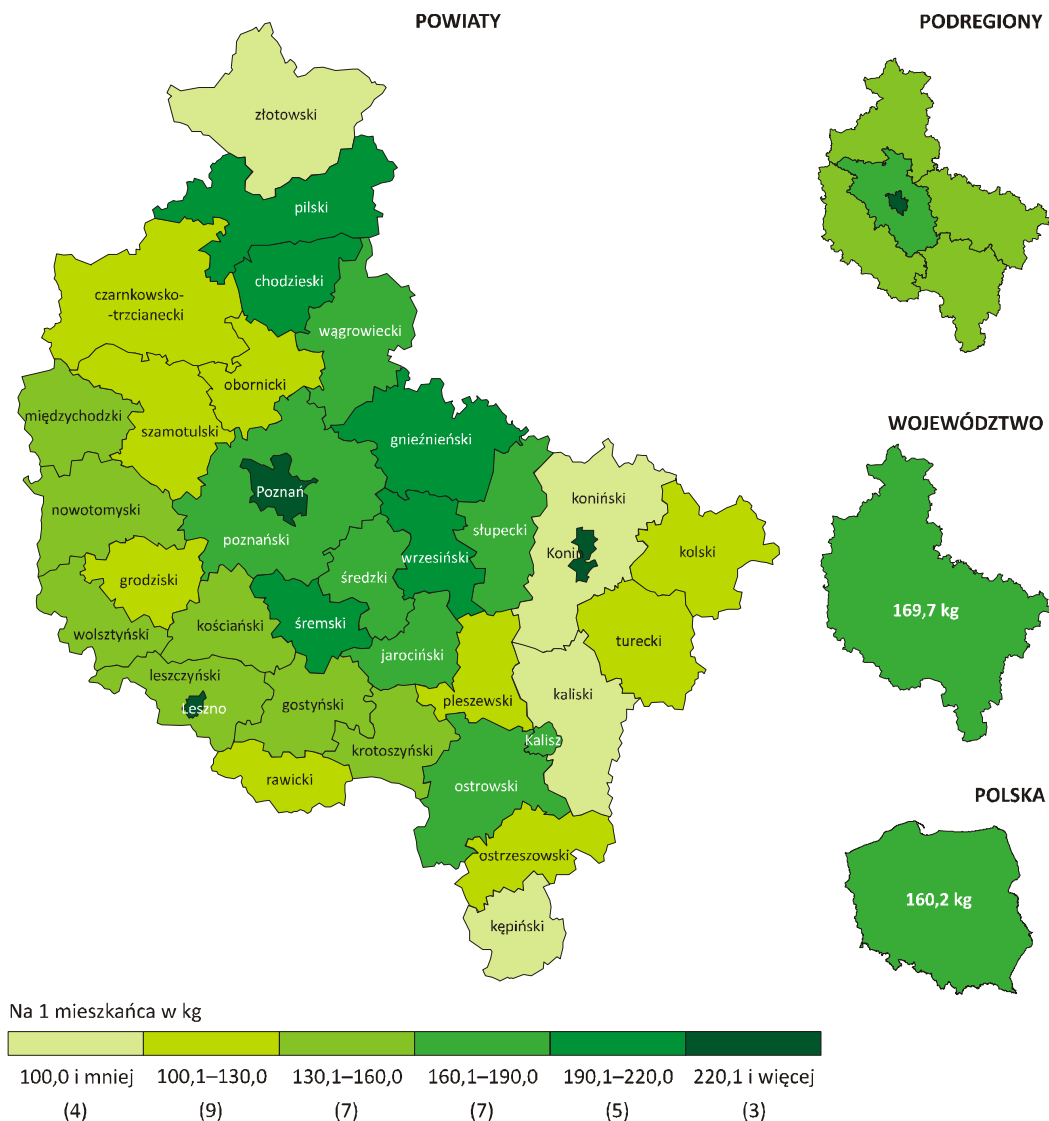 POWIATY
PODREGIONY
złotowski
pilski
chodzieski
czarnkowsko-
-trzcianecki
wągrowiecki
obornicki
międzychodzki
szamotulski
gnieźnieński
WOJEWÓDZTWO
Poznań
koniński
nowotomyski
słupecki
poznański
Konin
wrzesiński
kolski
średzki
grodziski
169,7 kg
śremski
kościański
wolsztyński
turecki
jarociński
leszczyński
kaliski
pleszewski
gostyński
Leszno
Kalisz
krotoszyński
rawicki
ostrowski
POLSKA
ostrzeszowski
160,2 kg
kępiński
Na 1 mieszkańca w kg
100,0 i mniej 100,1–130,0 130,1–160,0 160,1–190,0 190,1–220,0 220,1 i więcej
(4) (9) (7) (7) (5) (3)